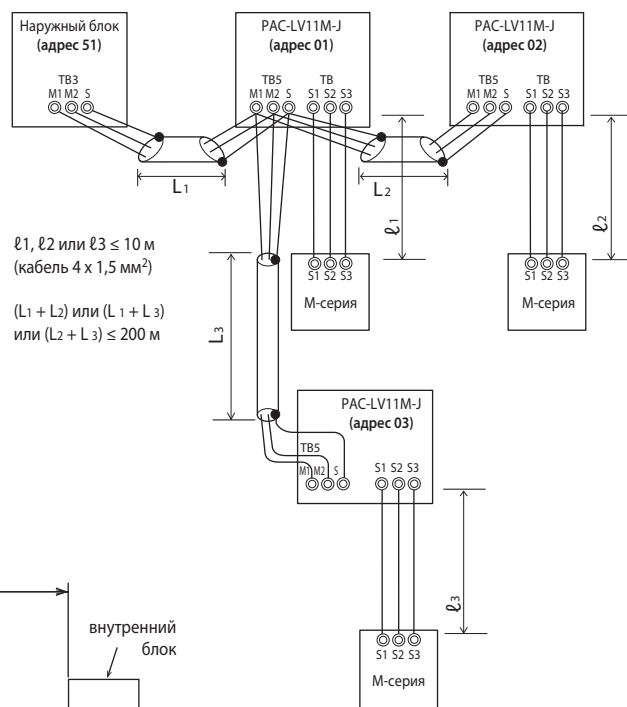 Наружный блок
(адрес 51)
TB3
M1 M2 S
PAC-LV11M-J
(адрес 01)
TB5 TB
M1 M2 S S1 S2 S3
PAC-LV11M-J
(адрес 02)
TB5 TB
M1 M2 S S1 S2 S3
L1
L2
ℓ1
ℓ2
ℓ1, ℓ2 или ℓ3 ≤ 10 м
(кабель 4 x 1,5 мм²)
(L1 + L2) или (L 1 + L 3)
или (L2 + L 3) ≤ 200 м
S1 S2 S3
М-серия
S1 S2 S3
М-серия
L3
PAC-LV11M-J
(адрес 03)
TB5
M1 M2 S S1 S2 S3
ℓ3
внутренний
блок
S1 S2 S3
М-серия